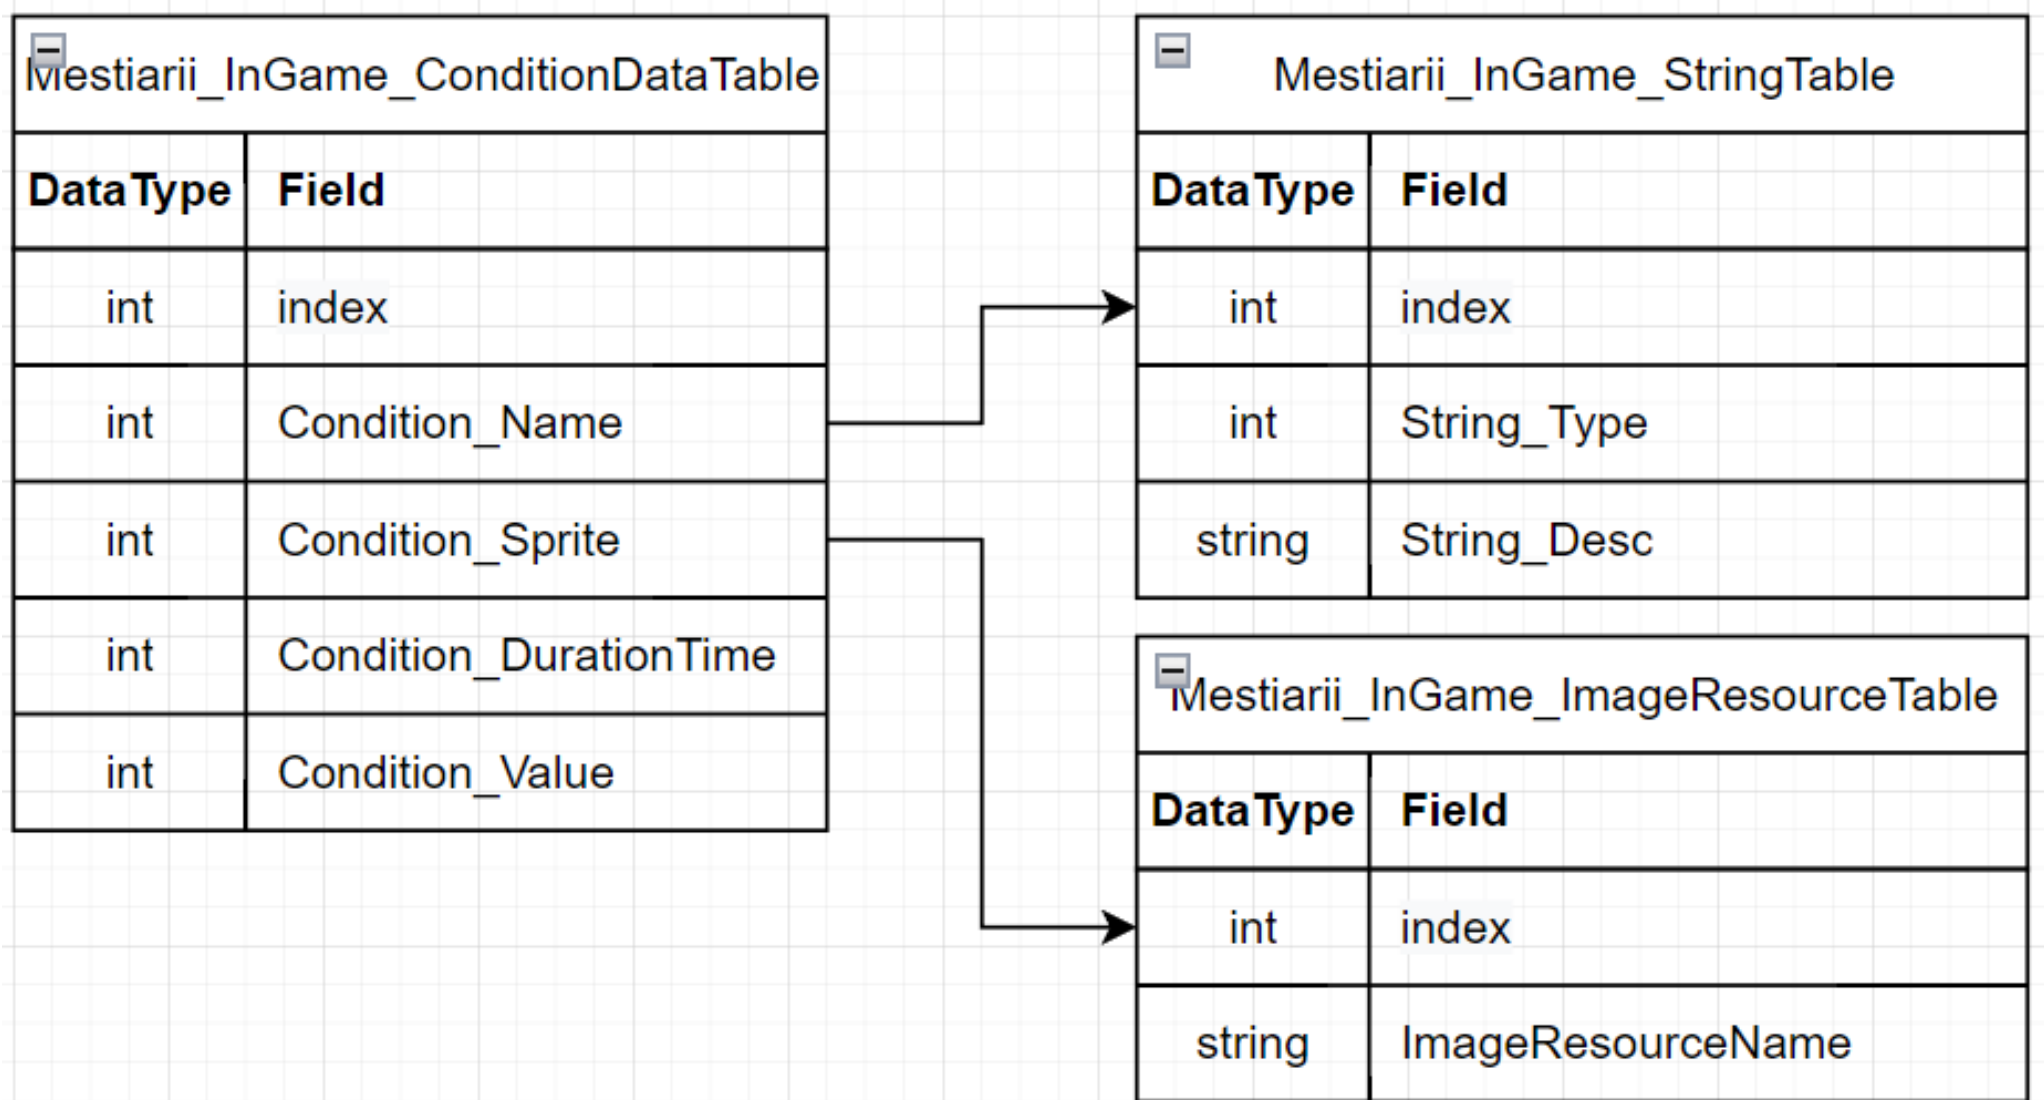 Mestiarii_InGame_ConditionDataTable
DataType Field
int index
int Condition_Name
int Condition_Sprite
int Condition_DurationTime
int Condition_Value
Mestiarii_InGame_StringTable
DataType Field
int index
int String_Type
string String_Desc
Mestiarii_InGame_ImageResourceTable
DataType Field
int index
string ImageResourceName